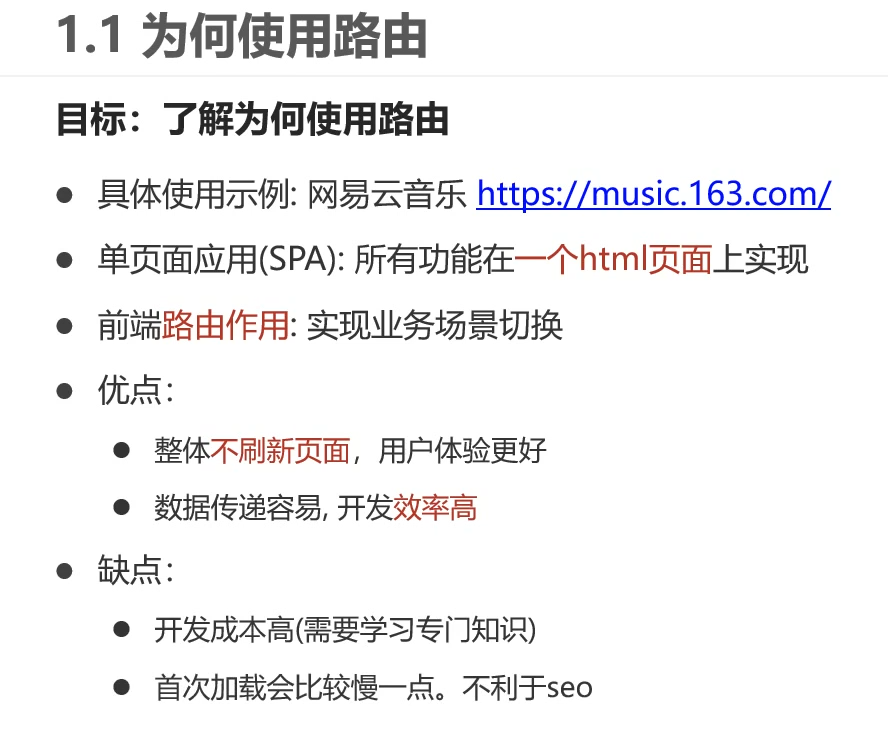 1.1 为何使用路由
目标：了解为何使用路由
● 具体使用示例: 网易云音乐 https://music.163.com/
● 单页面应用(SPA): 所有功能在一个html页面上实现
● 前端路由作用: 实现业务场景切换
● 优点：
● 整体不刷新页面，用户体验更好
● 数据传递容易, 开发效率高
● 缺点：
● 开发成本高(需要学习专门知识)
● 首次加载会比较慢一点。不利于seo